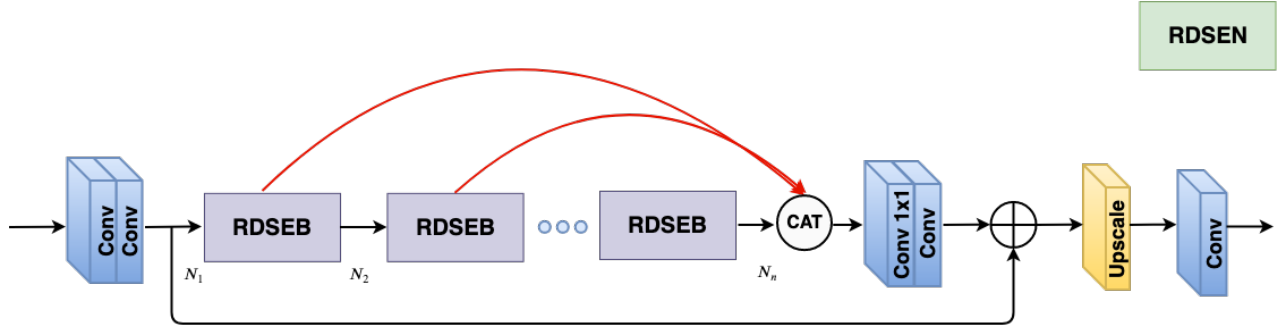 RDSEN
Conv
Conv
RDSEB
RDSEB
RDSEB
CAT
Conv 1x1
Conv
Upscale
Conv
N₁
N₂
Nₙ